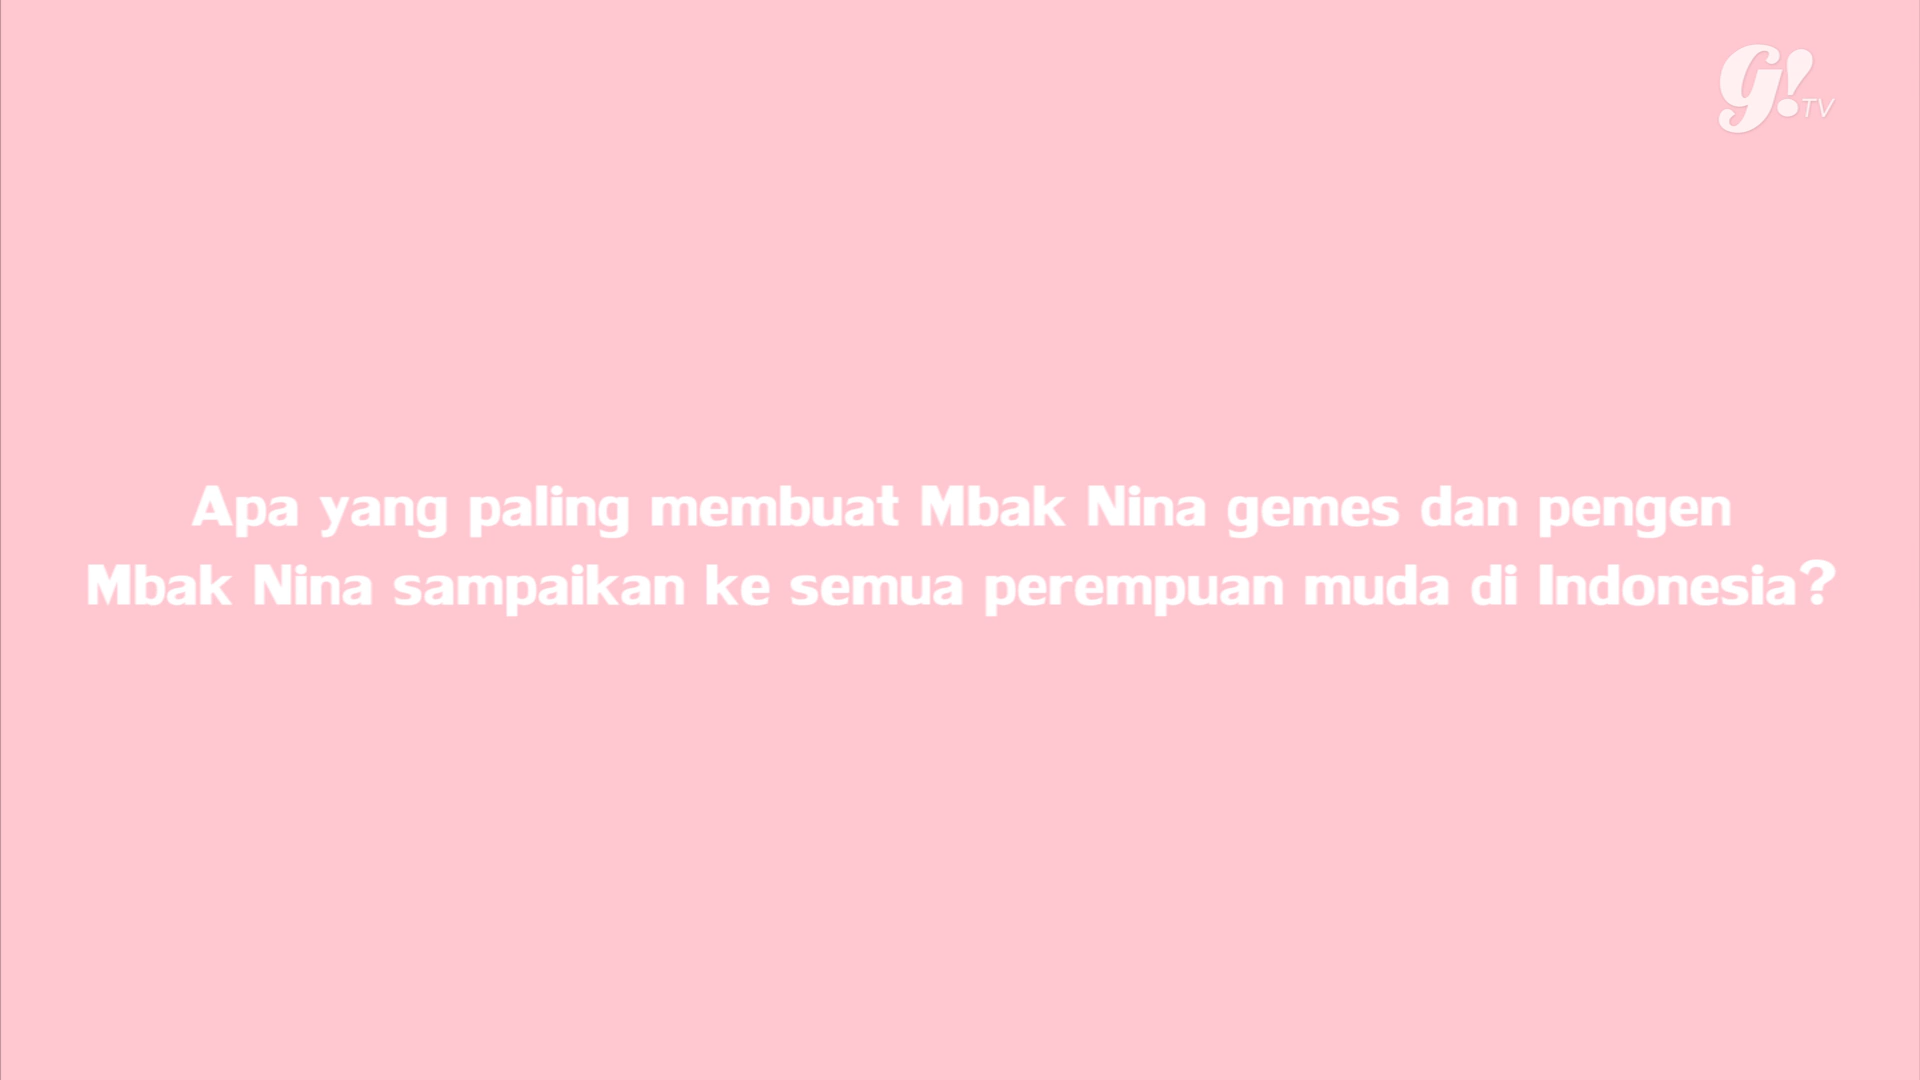 G!TV
Apa yang paling membuat Mbak Nina gemes dan pengen
Mbak Nina sampaikan ke semua perempuan muda di Indonesia?